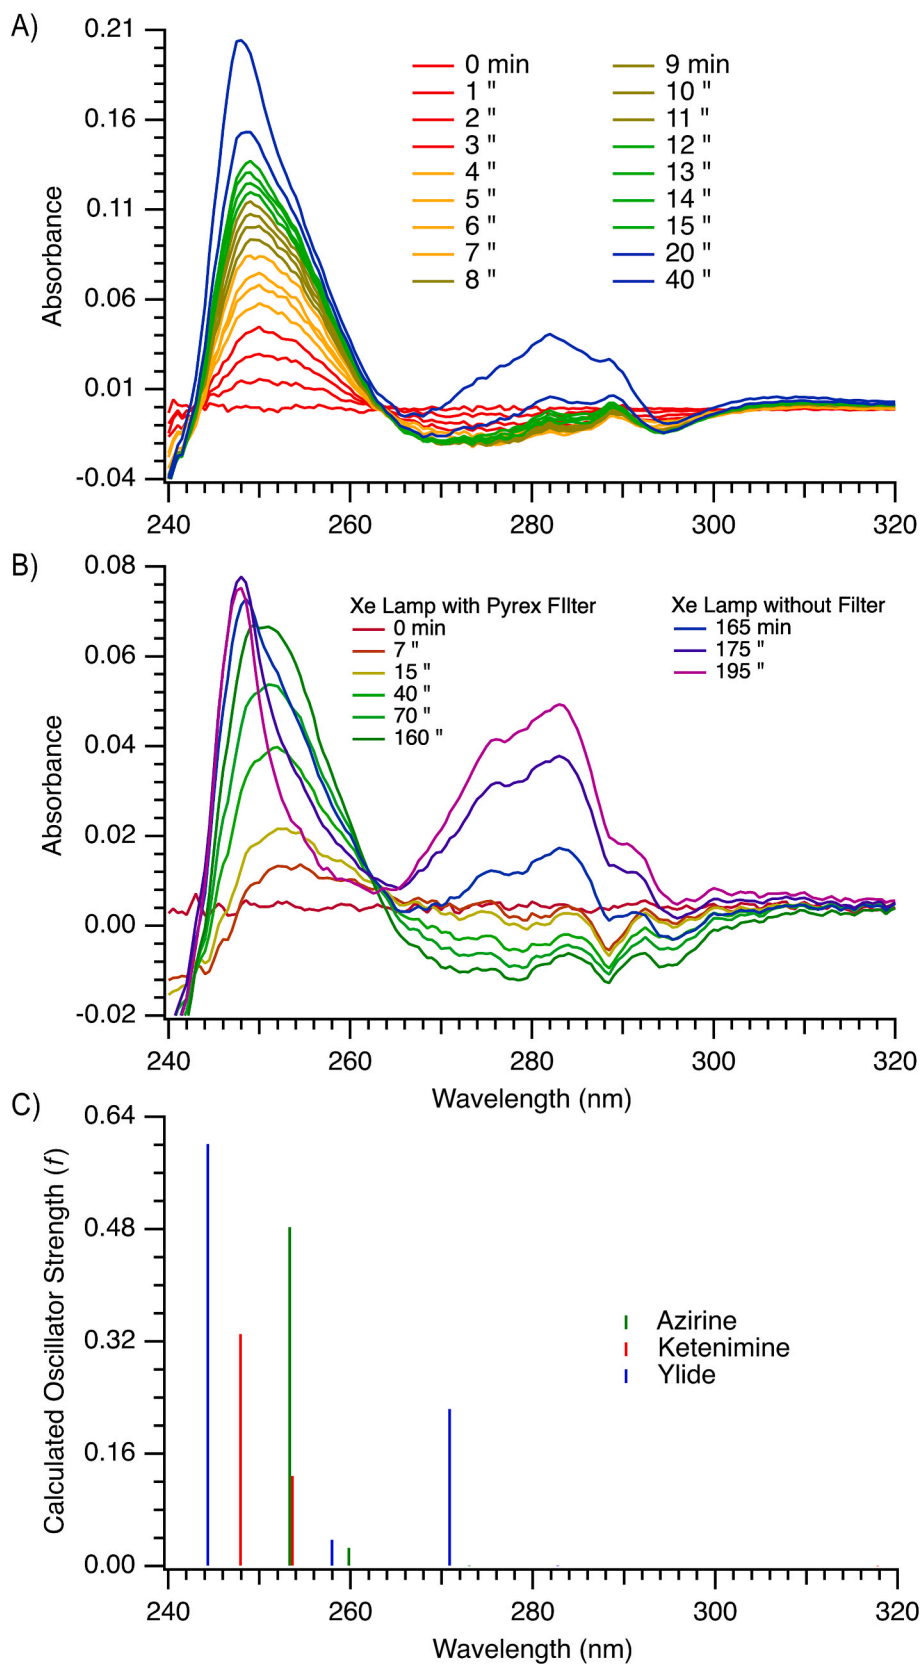 A)
0.21
0.16
0.11
0.06
0.01
-0.04
Absorbance
0 min
1 "
2 "
3 "
4 "
5 "
6 "
7 "
8 "
9 min
10 "
11 "
12 "
13 "
14 "
15 "
20 "
40 "
240 260 280 300 320
B)
0.08
0.06
0.04
0.02
0.00
-0.02
Absorbance
Xe Lamp with Pyrex FIlter
0 min
7 "
15 "
40 "
70 "
160 "
Xe Lamp without Filter
165 min
175 "
195 "
240 260 280 300 320
Wavelength (nm)
C)
0.64
0.48
0.32
0.16
0.00
Calculated Oscillator Strength (f)
Azirine
Ketenimine
Ylide
240 260 280 300 320
Wavelength (nm)